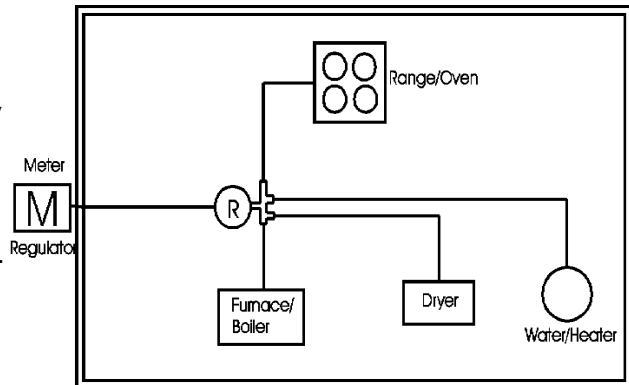 Range/Oven
Meter
M
R
Regulator
Furnace/
Boiler
Dryer
Water/Heater